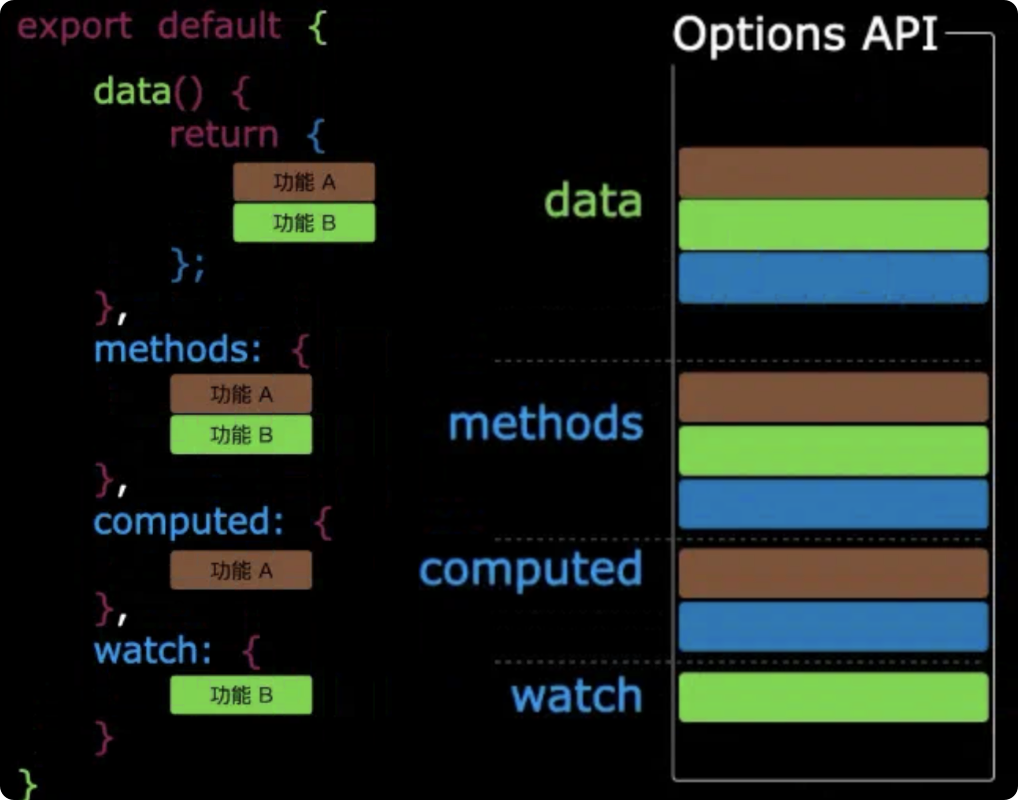 export default {
data() {
return {
功能 A
功能 B
};
},
methods: {
功能 A
功能 B
},
computed: {
功能 A
},
watch: {
功能 B
}
}
Options API
data
methods
computed
watch